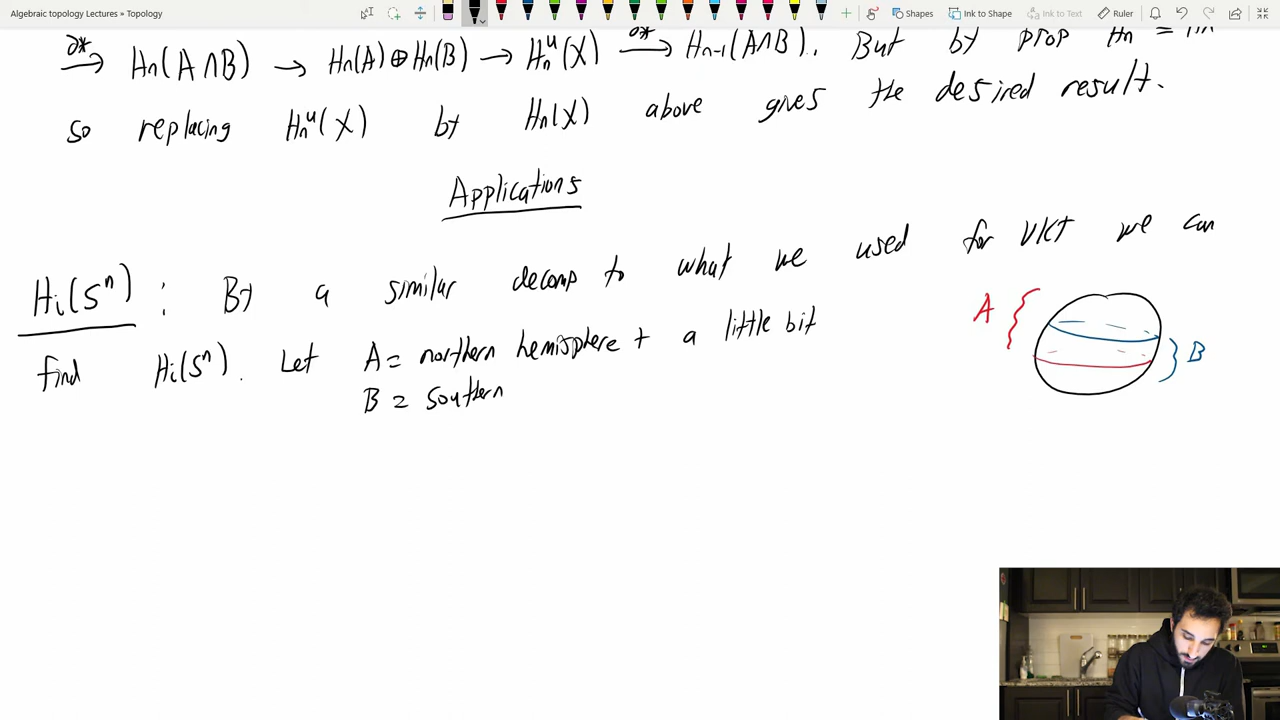 Algebraic topology Lectures » Topology
Shapes Ink to Shape Ink to Text Ruler
∂* → Hn(A∩B) → Hn(A)⊕Hn(B) → Hn^u(X) ∂* → Hn-1(A∩B). But by prop Hn^u = Hn
so replacing Hn^u(X) by Hn(X) above gives the desired result.
Applications
Hi(S^n) : By a similar decomp to what we used for VKT we can
find Hi(S^n). Let A = northern hemisphere + a little bit
B = southern
A
B